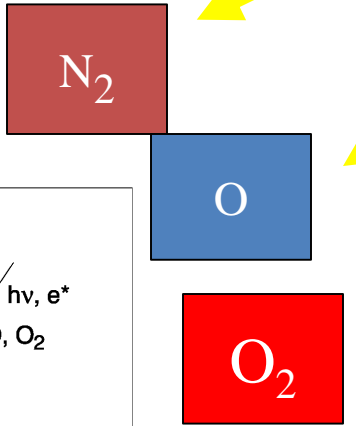 N₂
O
hν, e*
, O₂
O₂